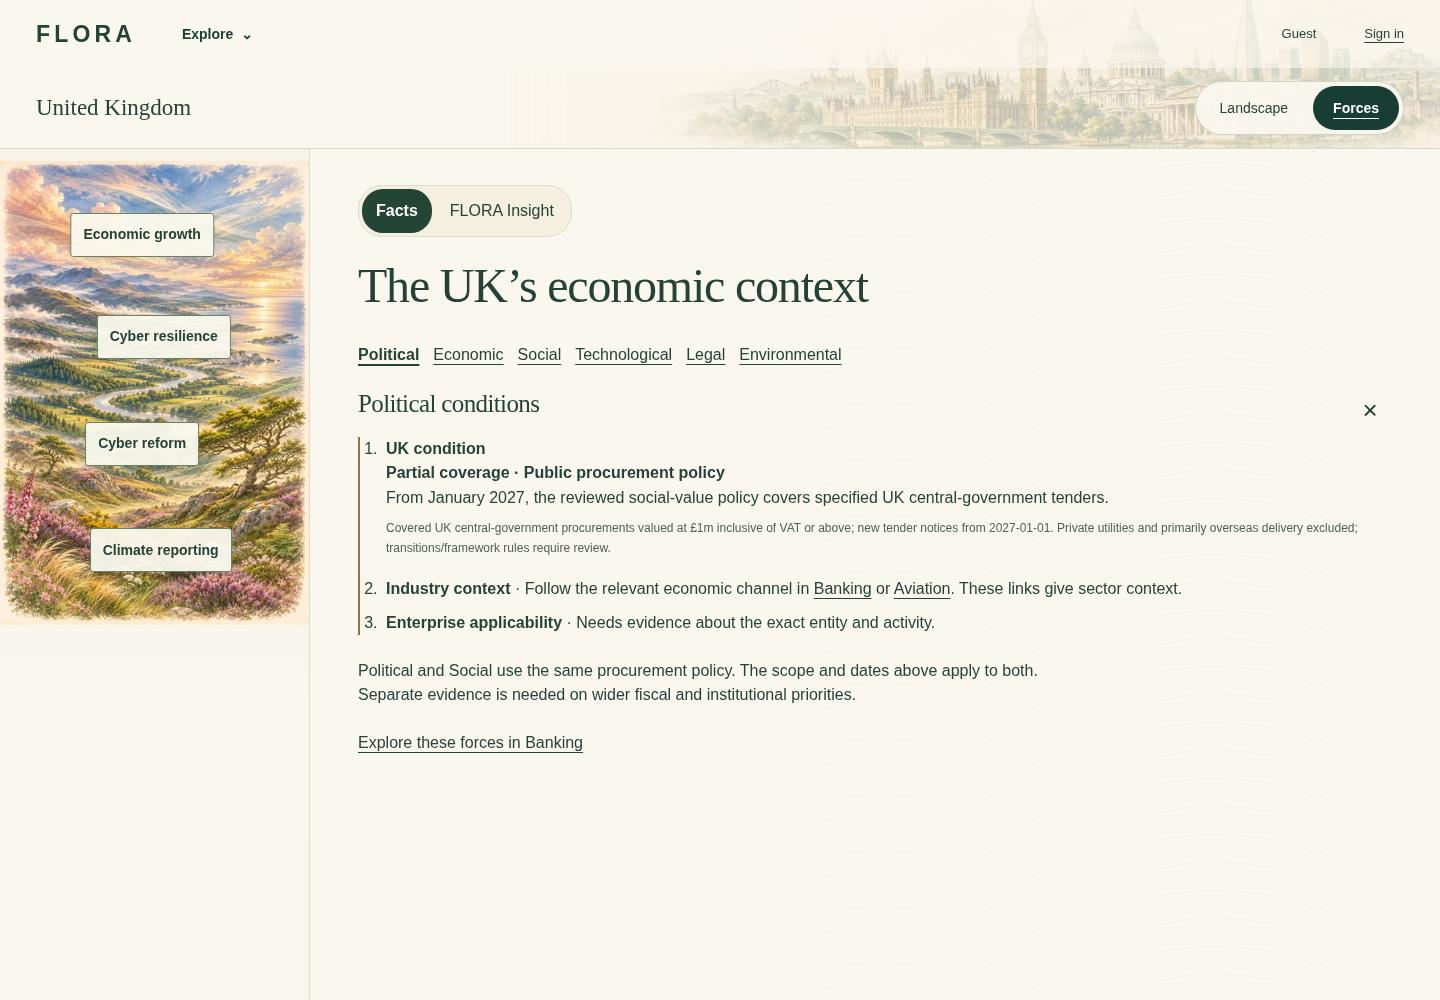 FLORA
Explore
Guest
Sign in
United Kingdom
Landscape
Forces
Economic growth
Cyber resilience
Cyber reform
Climate reporting
Facts
FLORA Insight
The UK’s economic context
Political Economic Social Technological Legal Environmental
Political conditions
×
1. UK condition
Partial coverage · Public procurement policy
From January 2027, the reviewed social-value policy covers specified UK central-government tenders.
Covered UK central-government procurements valued at £1m inclusive of VAT or above; new tender notices from 2027-01-01. Private utilities and primarily overseas delivery excluded;
transitions/framework rules require review.
2. Industry context · Follow the relevant economic channel in Banking or Aviation. These links give sector context.
3. Enterprise applicability · Needs evidence about the exact entity and activity.
Political and Social use the same procurement policy. The scope and dates above apply to both.
Separate evidence is needed on wider fiscal and institutional priorities.
Explore these forces in Banking